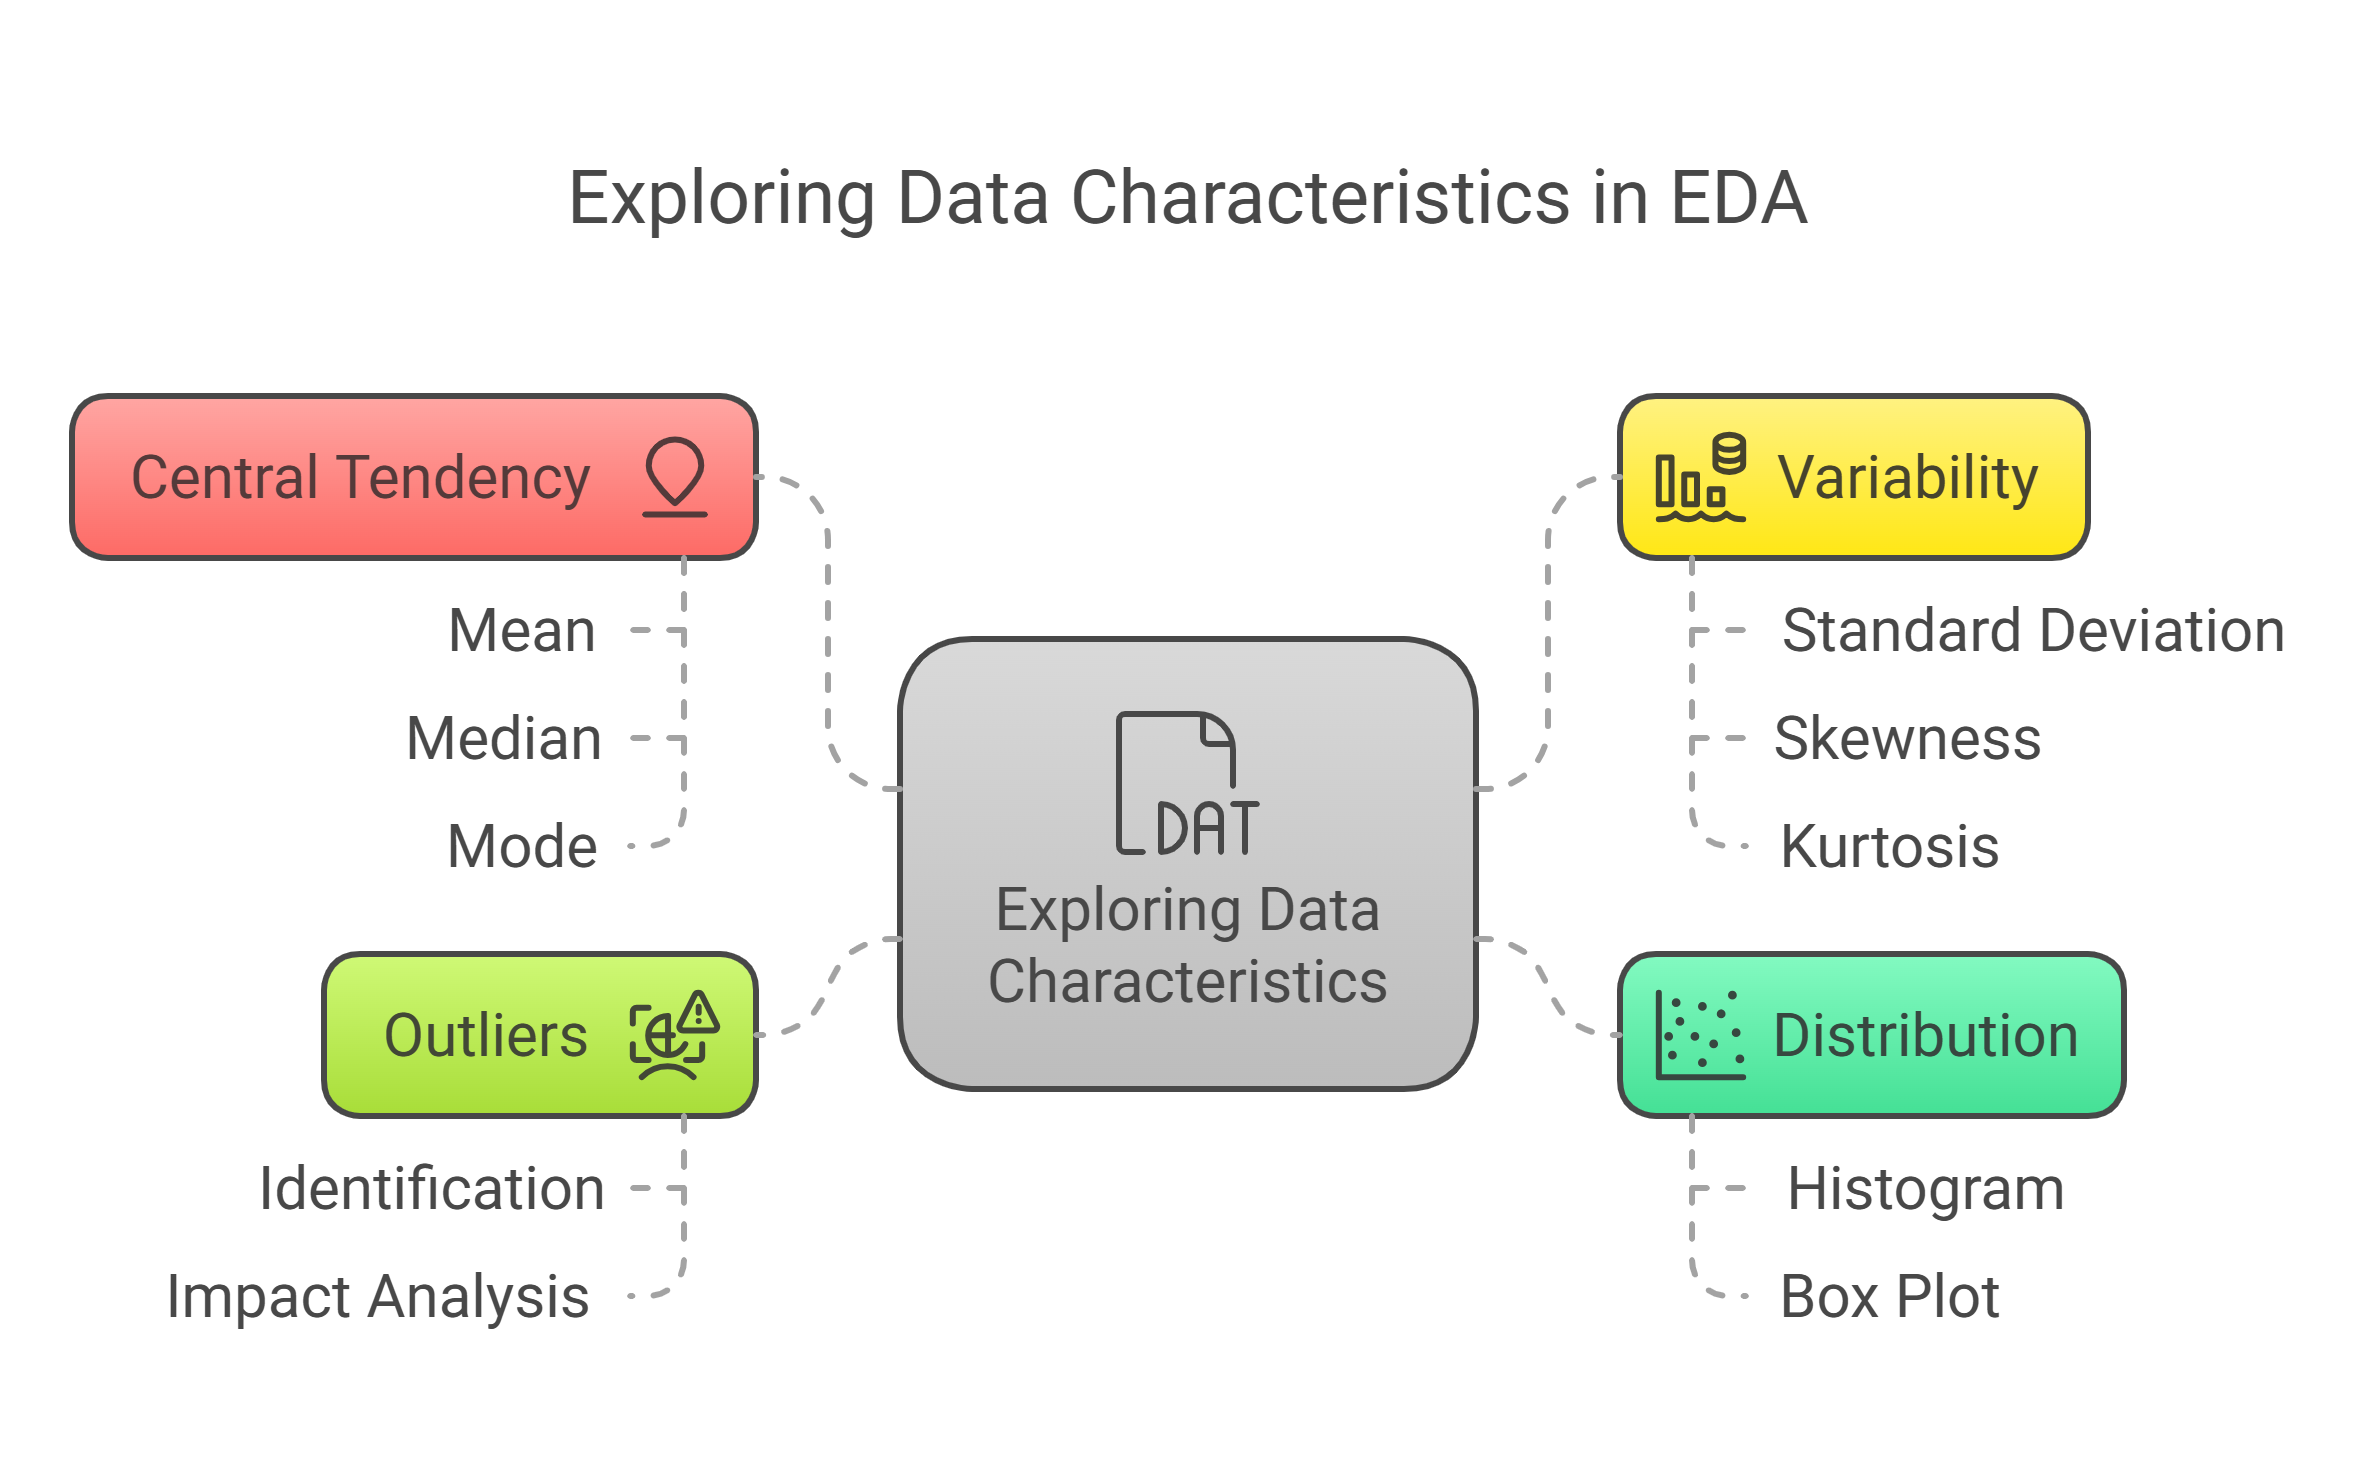 Exploring Data Characteristics in EDA
Central Tendency
Mean
Median
Mode
Outliers
Identification
Impact Analysis
DAT
Exploring Data
Characteristics
Variability
Standard Deviation
Skewness
Kurtosis
Distribution
Histogram
Box Plot